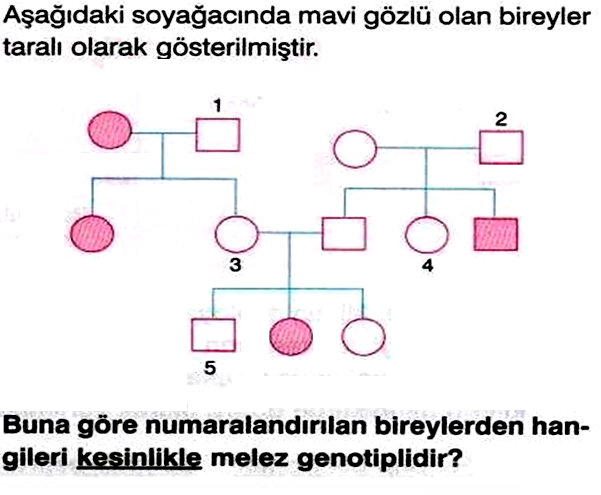 Aşağıdaki soyağacında mavi gözlü olan bireyler
taralı olarak gösterilmiştir.
1
2
3
4
5
Buna göre numaralandırılan bireylerden han-
gileri kesinlikle melez genotiplidir?